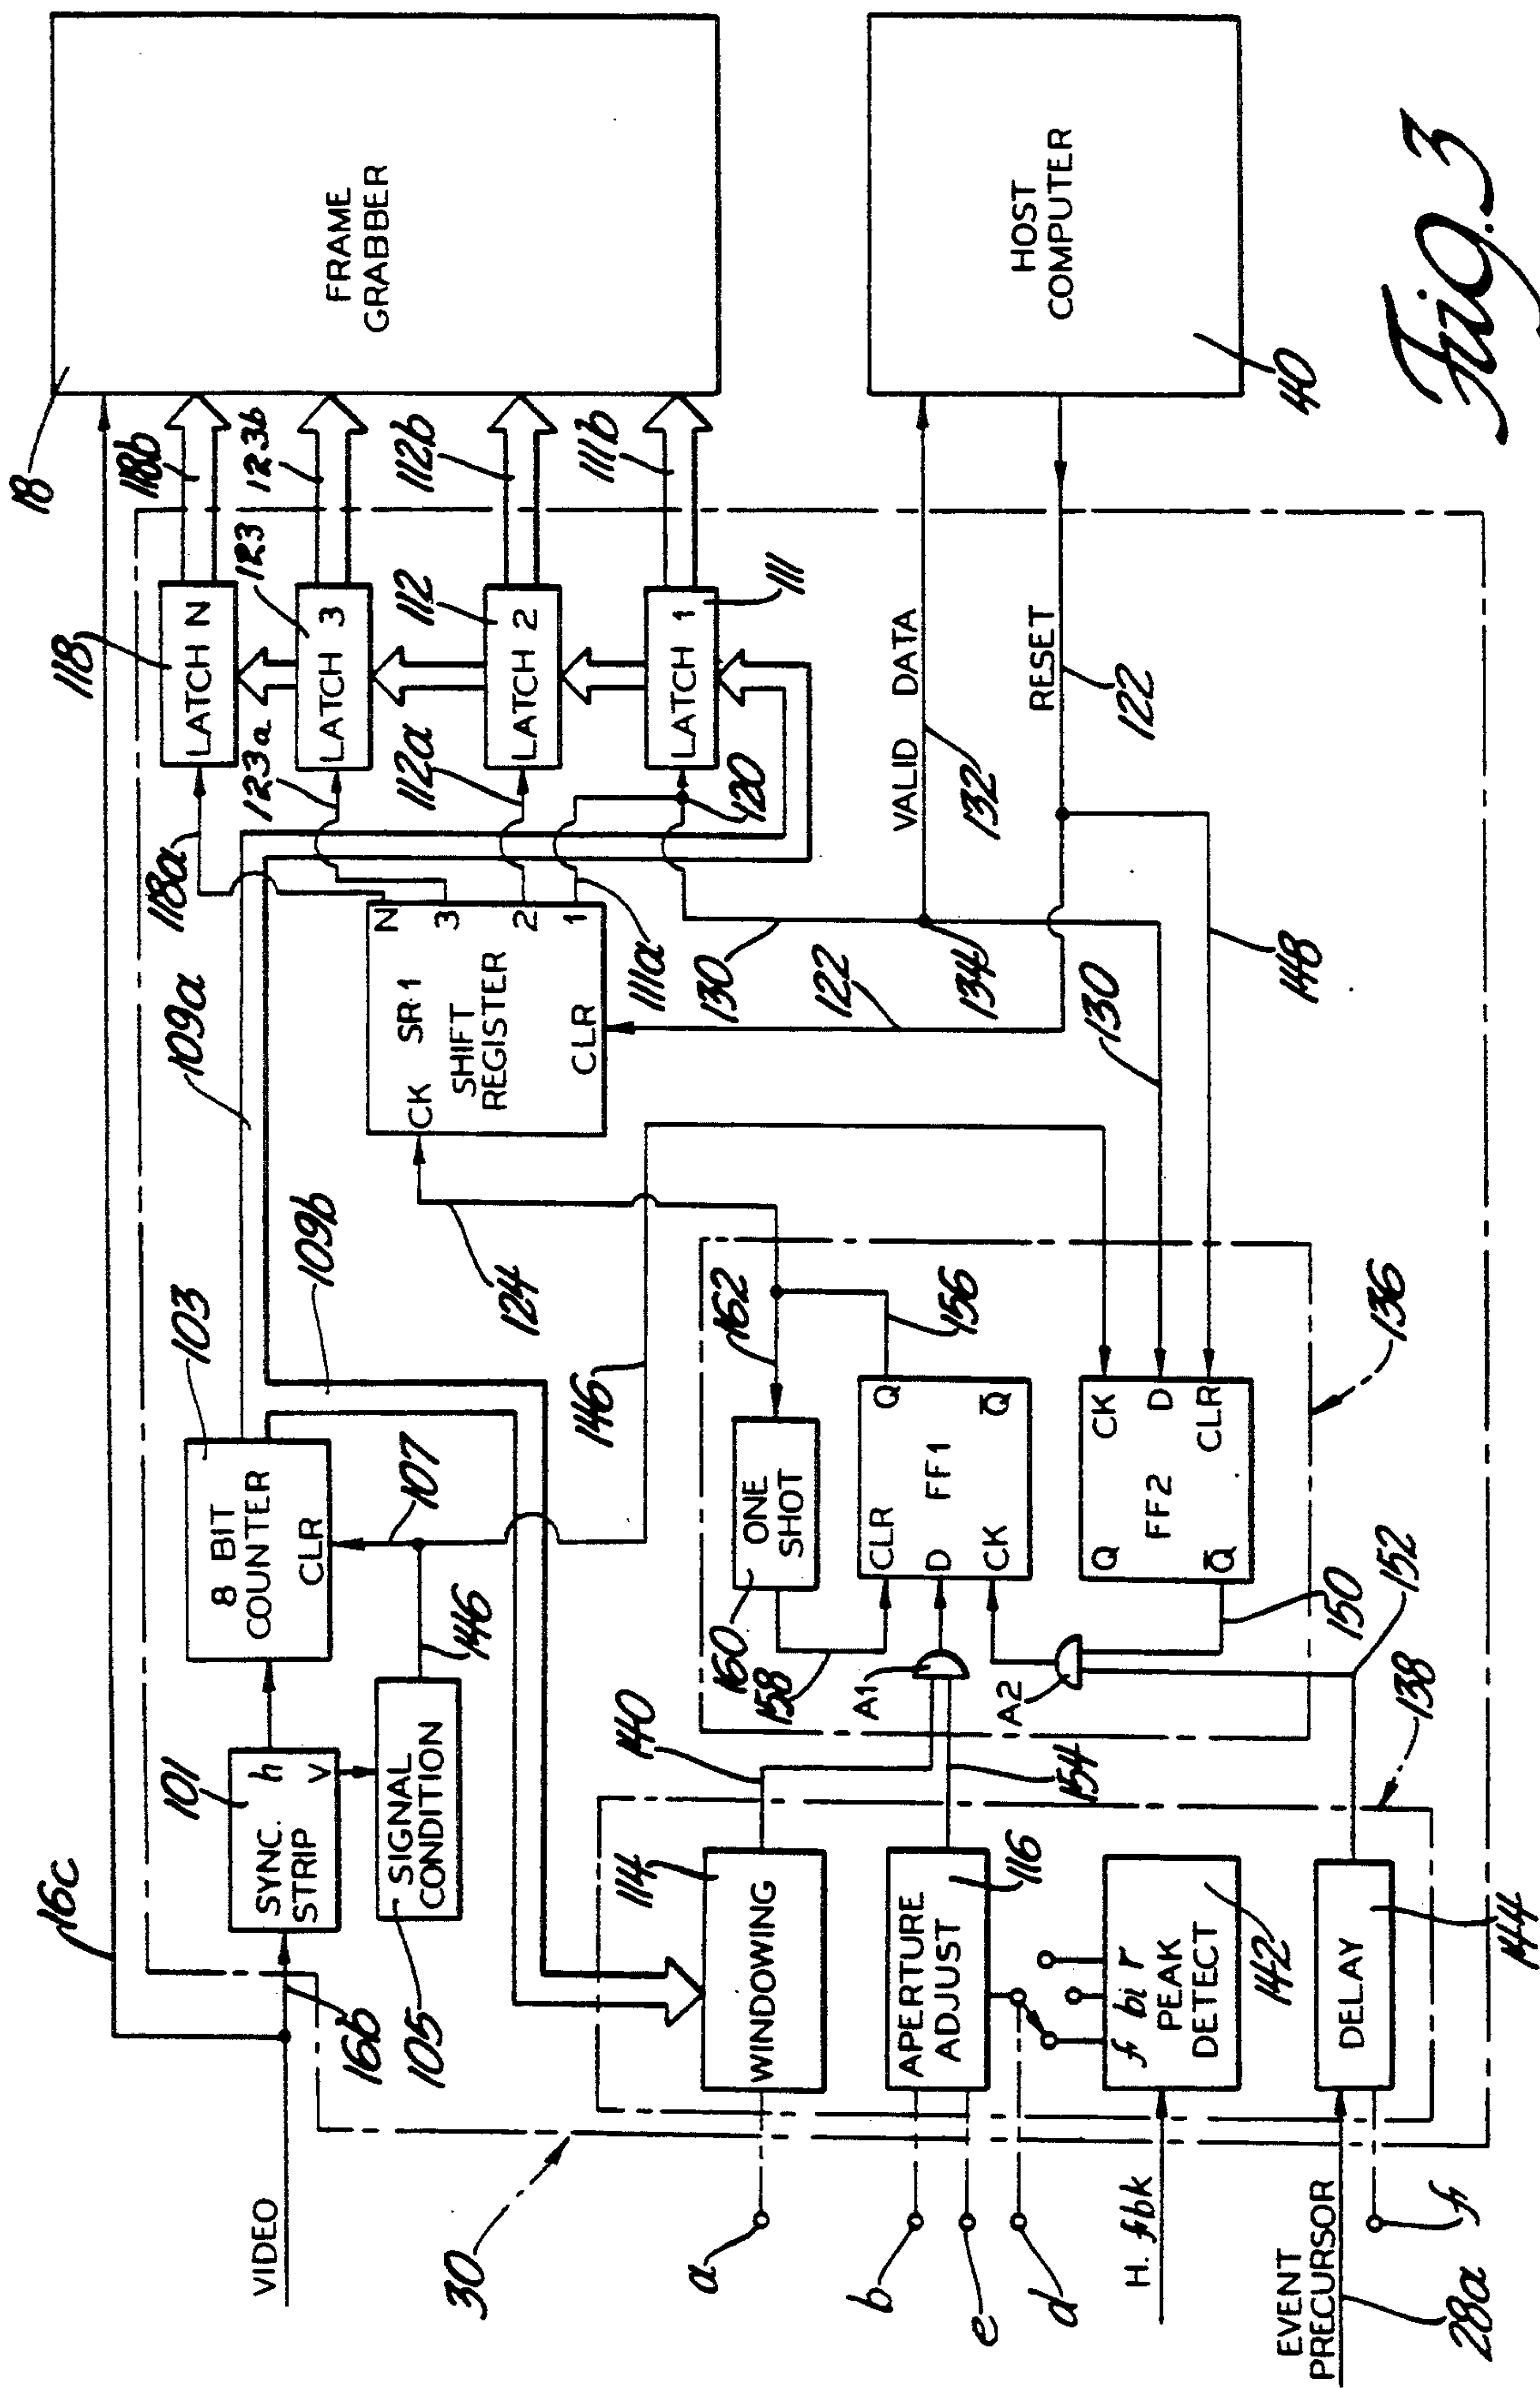 16c
VIDEO
16b
101
SYNC.
STRIP
h
v
105
SIGNAL
CONDITION
146
107
103
8 BIT
COUNTER
CLR
109a
109b
118a
118
LATCH N
118b
123a
123
LATCH 3
123b
112a
112
LATCH 2
112b
120
LATCH 1
111
111b
18
FRAME
GRABBER
CK
SR-1
SHIFT
REGISTER
CLR
N
3
2
1
111a
124
146
130
122
134
VALID DATA
132
RESET
122
HOST
COMPUTER
40
148
130
30
a
114
WINDOWING
140
b
e
d
APERTURE
ADJUST
116
154
H. fbk
f bi r
PEAK
DETECT
142
EVENT
PRECURSOR
28a
f
DELAY
144
138
152
150
A1
A2
158
160
ONE
SHOT
162
156
CLR
D
CK
FF1
Q
Q̅
Q
Q̅
FF2
CK
D
CLR
136
Fig. 3